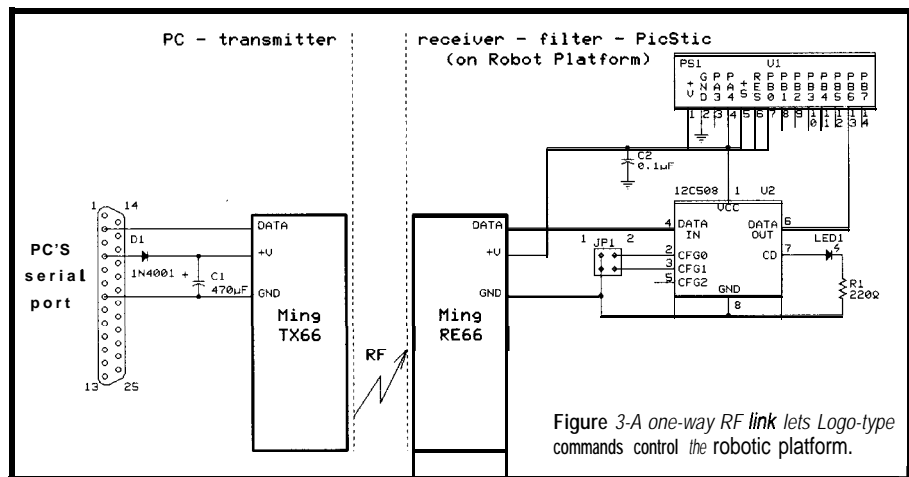 PC - transmitter
receiver - filter - PicStic
(on Robot Platform)
PS1 U1
+V GND PA3 PA4 +5 RES PB0 PB1 PB2 PB3 PB4 PB5 PB6 PB7
1 2 3 4 5 6 7 8 9 10 11 12 13 14
C2
0.1µF
12C508 1 U2
VCC
1 14
DATA
DATA
4 DATA IN
DATA OUT 6
D1
+V
+V
1 JP1 2
2 CFG0
CD 7
LED1
PC'S
serial
port
1N4001
+ C1
470µF
3 CFG1
5 CFG2
GND
GND
GND
8
R1
220Ω
Ming
TX66
Ming
RE66
RF
13 25
Figure 3-A one-way RF link lets Logo-type
commands control the robotic platform.